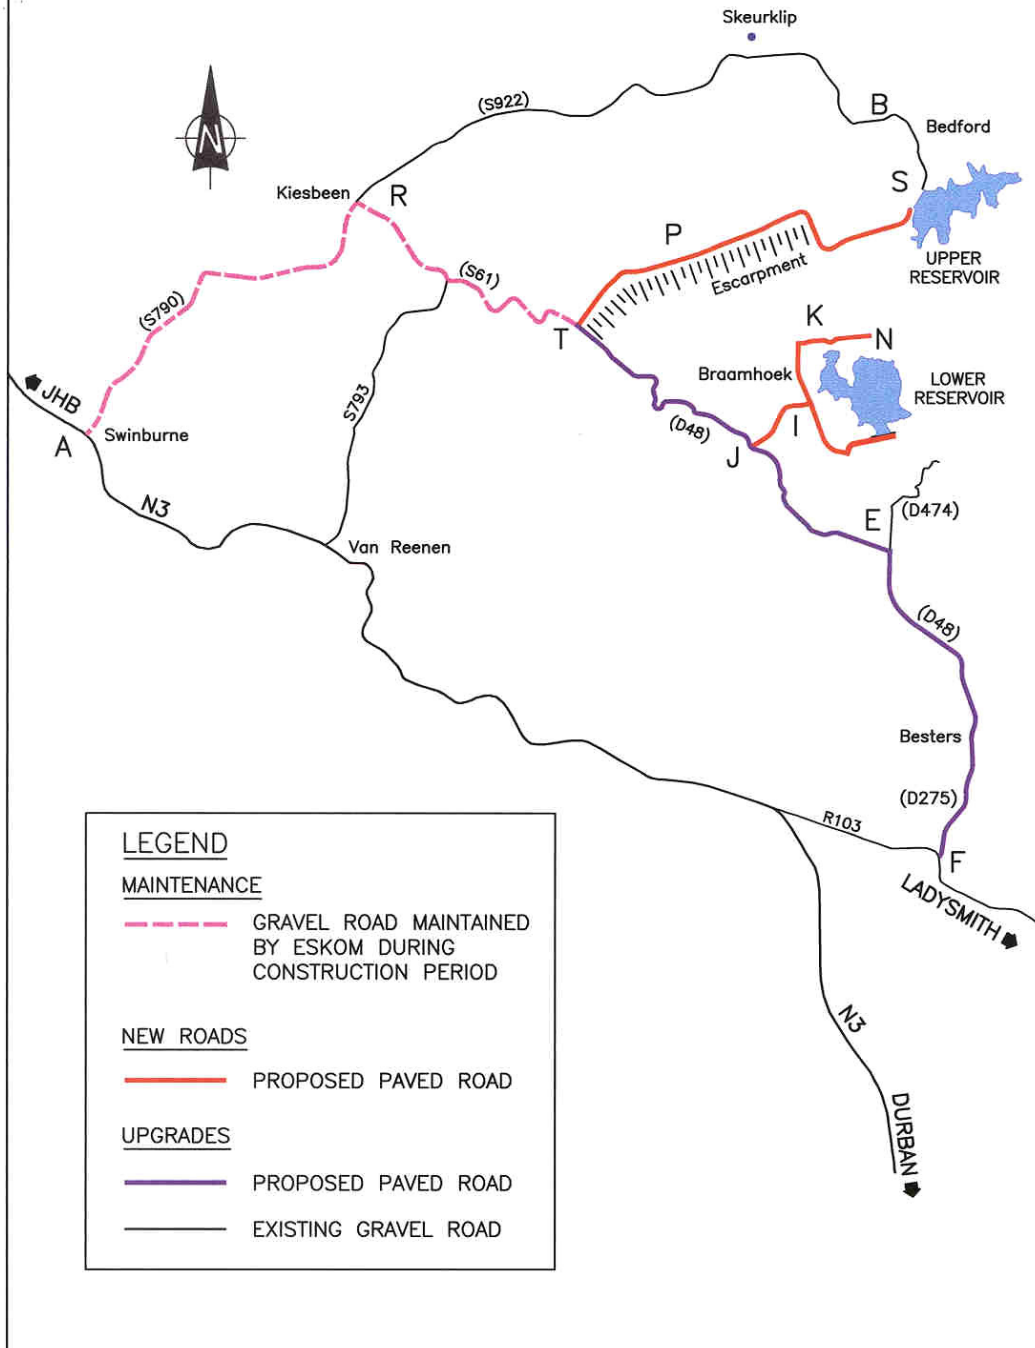 Skeurklip
(S922)
B
Bedford
N
Kiesbeen
R
S
P
UPPER
RESERVOIR
Escarpment
(S61)
(S790)
T
K
N
Braamhoek
LOWER
RESERVOIR
JHB
S793
I
(D48)
A
Swinburne
J
N3
E
(D474)
Van Reenen
(D48)
Besters
(D275)
R103
F
LADYSMITH
LEGEND
MAINTENANCE
GRAVEL ROAD MAINTAINED
BY ESKOM DURING
CONSTRUCTION PERIOD
N3
NEW ROADS
PROPOSED PAVED ROAD
DURBAN
UPGRADES
PROPOSED PAVED ROAD
EXISTING GRAVEL ROAD